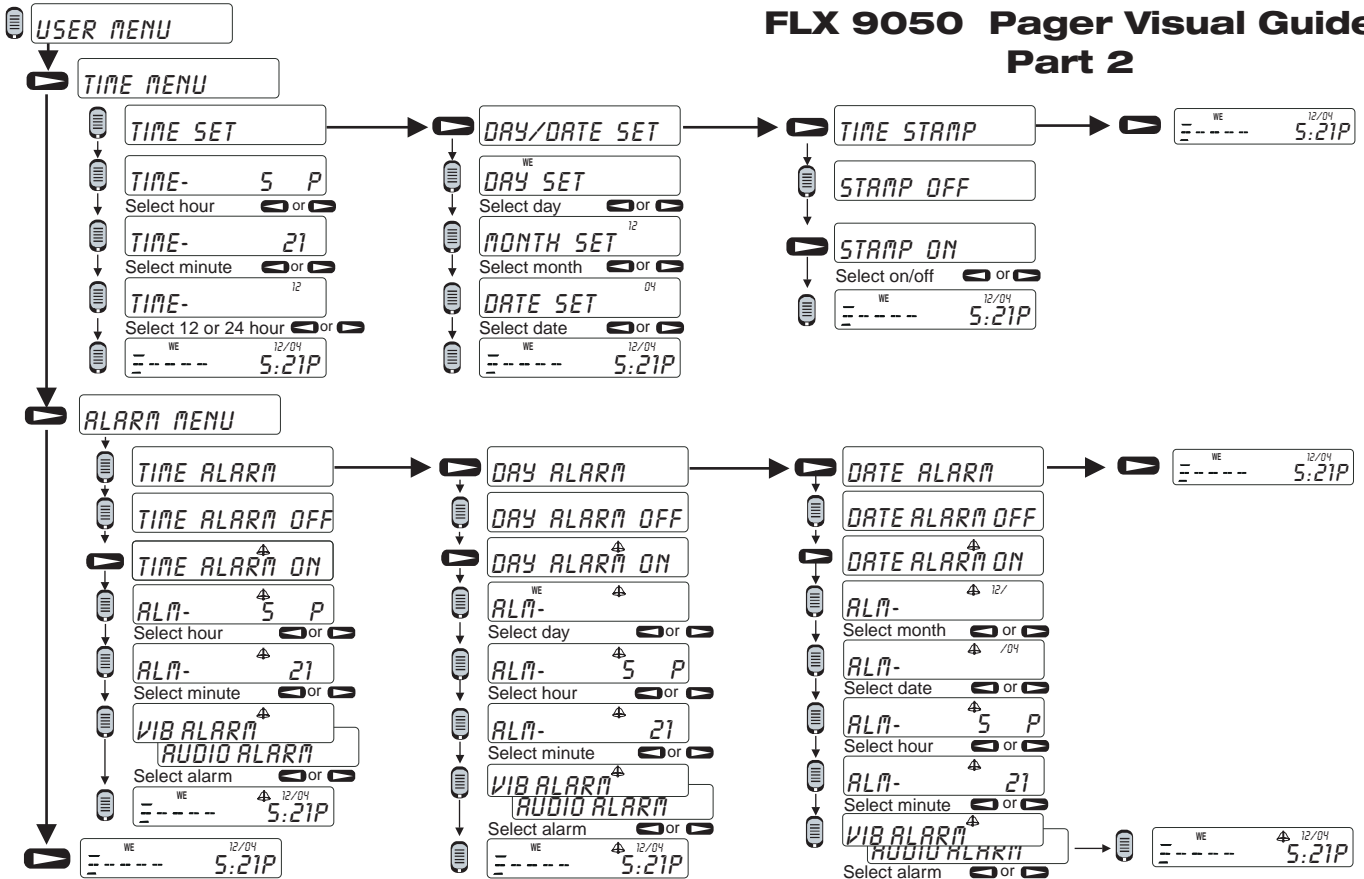 FLX 9050 Pager Visual Guide
Part 2
USER MENU
TIME MENU
TIME SET
TIME- 5 P
Select hour or
TIME- 21
Select minute or
TIME- 12
Select 12 or 24 hour or
WE 12/04
5:21P
DAY/DATE SET
WE
DAY SET
Select day or
MONTH SET 12
Select month or
DATE SET 04
Select date or
WE 12/04
5:21P
TIME STAMP
STAMP OFF
STAMP ON
Select on/off or
WE 12/04
5:21P
WE 12/04
5:21P
ALARM MENU
TIME ALARM
TIME ALARM OFF
TIME ALARM ON
ALM- 5 P
Select hour or
ALM- 21
Select minute or
VIB ALARM
AUDIO ALARM
Select alarm or
WE 12/04
5:21P
DAY ALARM
DAY ALARM OFF
DAY ALARM ON
WE
ALM-
Select day or
ALM- 5 P
Select hour or
ALM- 21
Select minute or
VIB ALARM
AUDIO ALARM
Select alarm or
WE 12/04
5:21P
DATE ALARM
DATE ALARM OFF
DATE ALARM ON
ALM- 12/
Select month or
ALM- /04
Select date or
ALM- 5 P
Select hour or
ALM- 21
Select minute or
VIB ALARM
AUDIO ALARM
Select alarm or
WE 12/04
5:21P
WE 12/04
5:21P
WE 12/04
5:21P